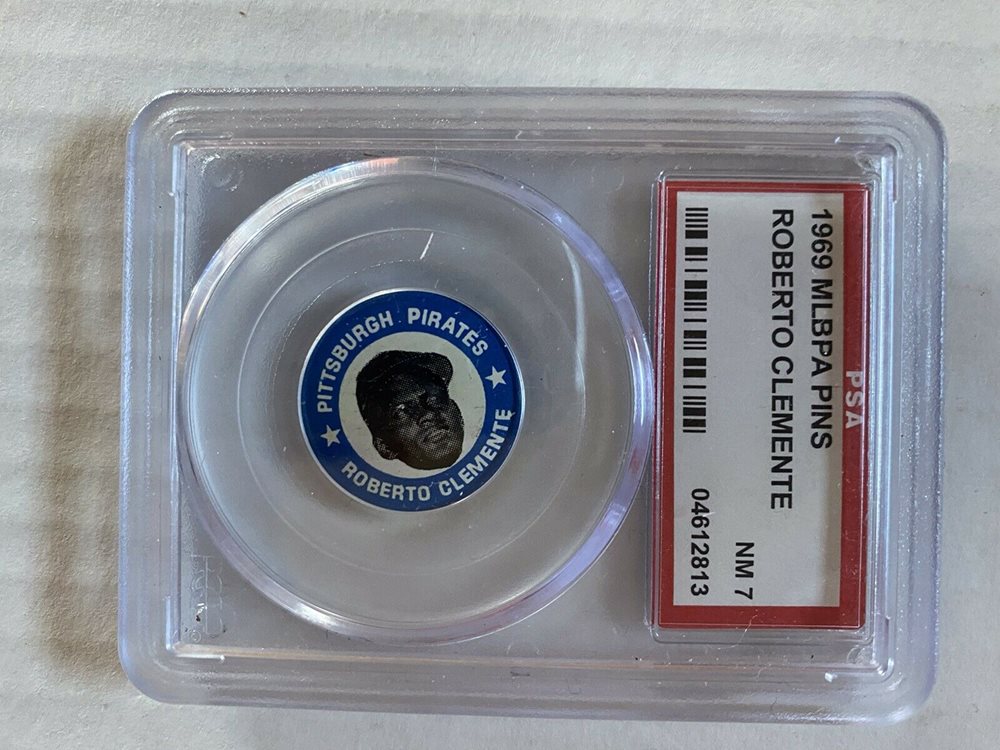 PSA
1969 MLBPA PINS
ROBERTO CLEMENTE
NM 7
04612813
PITTSBURGH PIRATES
ROBERTO CLEMENTE